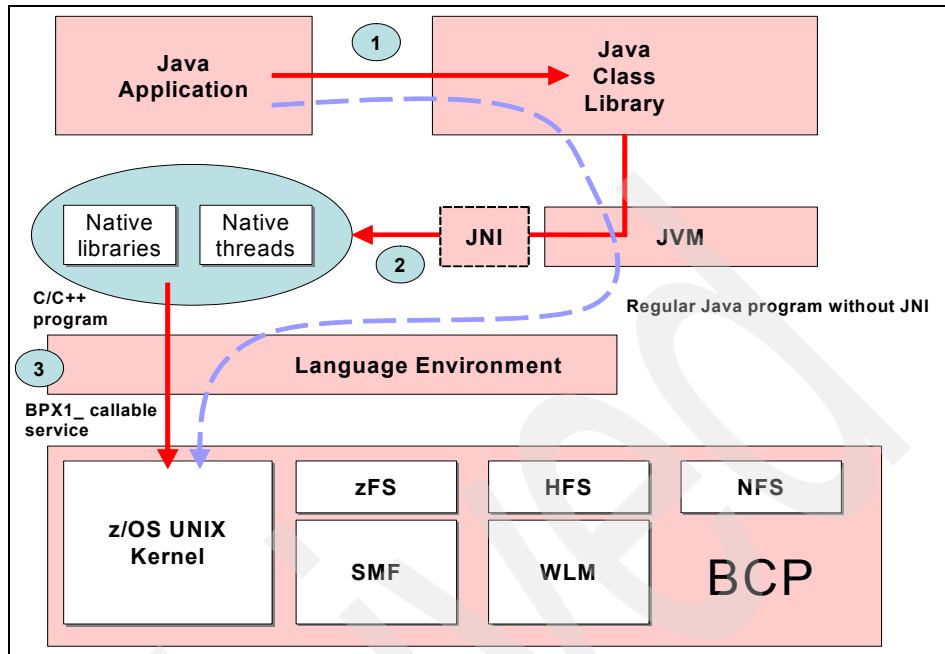 1
Java
Application
Java
Class
Library
Native
libraries
Native
threads
JNI
JVM
2
C/C++
program
Regular Java program without JNI
3
Language Environment
BPX1_ callable
service
z/OS UNIX
Kernel
zFS
HFS
NFS
SMF
WLM
BCP